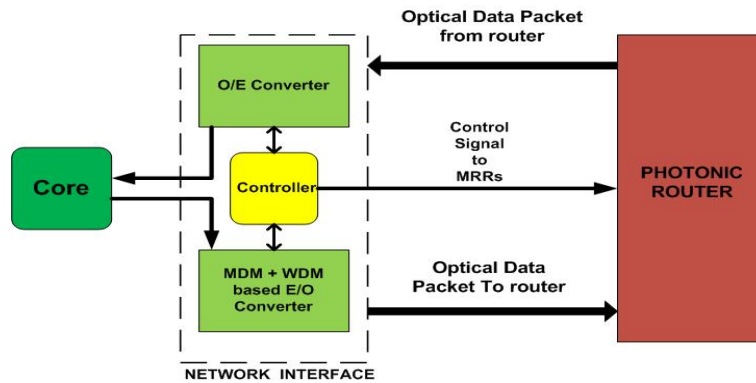 Optical Data Packet
from router
O/E Converter
Control
Signal
to
MRRs
Core
Controller
PHOTONIC
ROUTER
MDM + WDM
based E/O
Converter
Optical Data
Packet To router
NETWORK INTERFACE